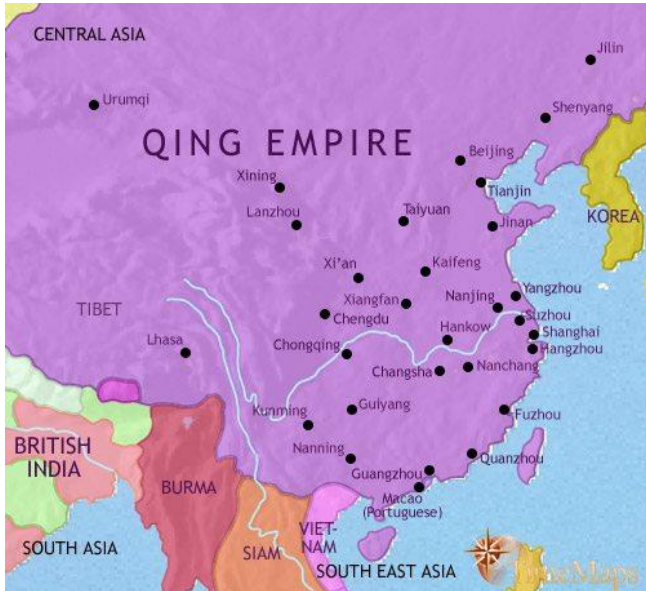 CENTRAL ASIA
Jilin
Urumqi
Shenyang
QING EMPIRE
Beijing
Xining
Tianjin
Lanzhou
Taiyuan
Jinan
KOREA
Xi'an
Kaifeng
Yangzhou
Xiangfan
Nanjing
TIBET
Chengdu
Suzhou
Hankow
Shanghai
Lhasa
Chongqing
Hangzhou
Changsha
Nanchang
Kunming
Guiyang
Fuzhou
BRITISH
INDIA
Nanning
Quanzhou
Guangzhou
BURMA
Macao
(Portuguese)
VIET-
NAM
SOUTH ASIA
SIAM
SOUTH EAST ASIA
TimeMaps